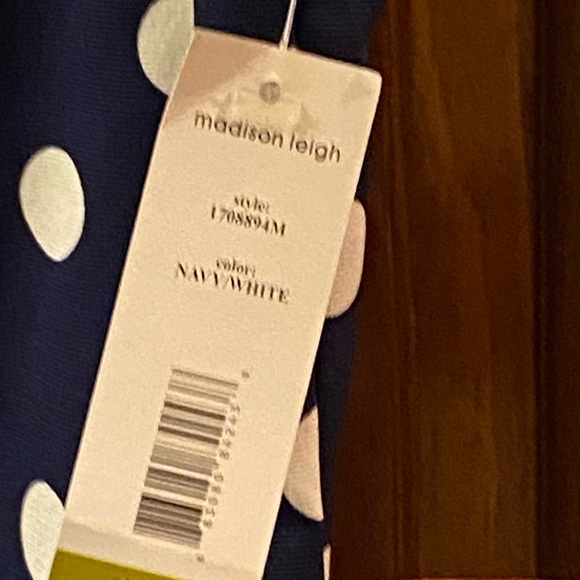 madison leigh
style:
1708894M
color:
NAVY/WHITE